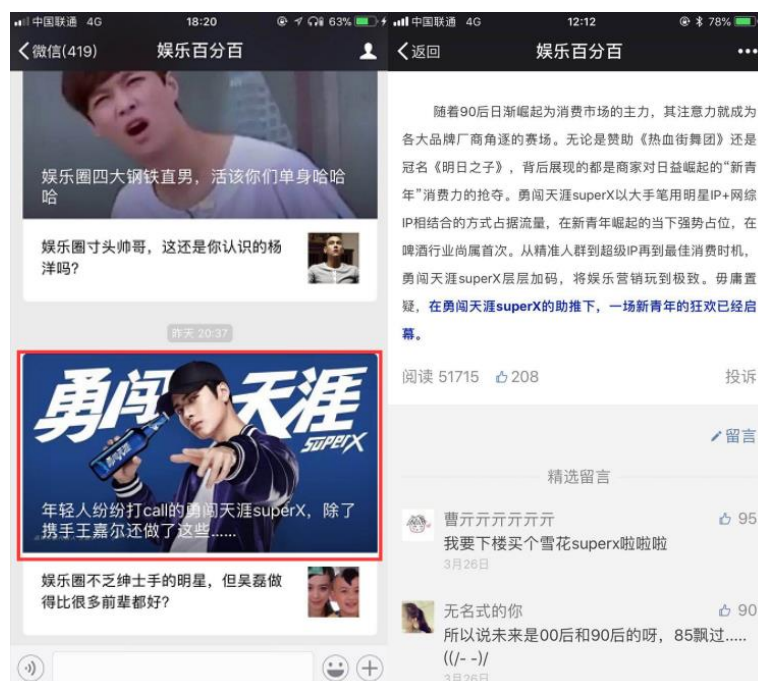 中国联通 4G 18:20 63%
微信(419) 娱乐百分百
娱乐圈四大钢铁直男，活该你们单身哈哈
哈
娱乐圈寸头帅哥，这还是你认识的杨
洋吗？
昨天 20:37
勇闯天涯
SUPERX
年轻人纷纷打call的勇闯天涯superX，除了
携手王嘉尔还做了这些......
娱乐圈不乏绅士手的明星，但吴磊做
得比很多前辈都好？
中国联通 4G 12:12 78%
返回 娱乐百分百
随着90后日渐崛起为消费市场的主力，其注意力就成为
各大品牌厂商角逐的赛场。无论是赞助《热血街舞团》还是
冠名《明日之子》，背后展现的都是商家对日益崛起的“新青
年”消费力的抢夺。勇闯天涯superX以大手笔用明星IP+网综
IP相结合的方式占据流量，在新青年崛起的当下强势占位，在
啤酒行业尚属首次。从精准人群到超级IP再到最佳消费时机，
勇闯天涯superX层层加码，将娱乐营销玩到极致。毋庸置
疑，在勇闯天涯superX的助推下，一场新青年的狂欢已经启
幕。
阅读 51715 208 投诉
留言
精选留言
曹亓亓亓亓亓亓 95
我要下楼买个雪花superx啦啦啦
3月26日
无名式的你 90
所以说未来是00后和90后的呀，85飘过.....
((/- -)/
3月26日